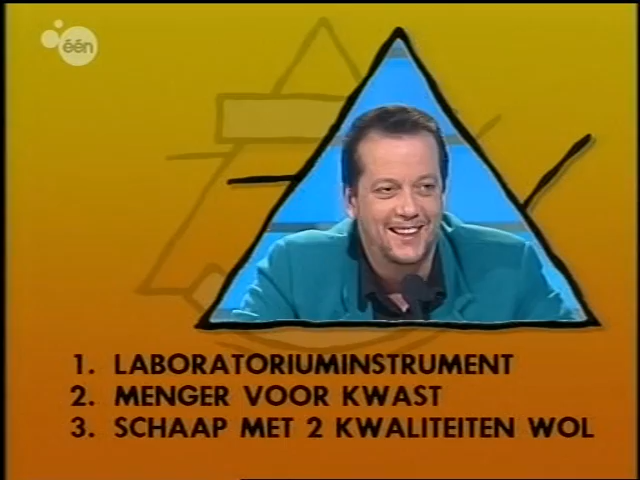 één
1. LABORATORIUMINSTRUMENT
2. MENGER VOOR KWAST
3. SCHAAP MET 2 KWALITEITEN WOL